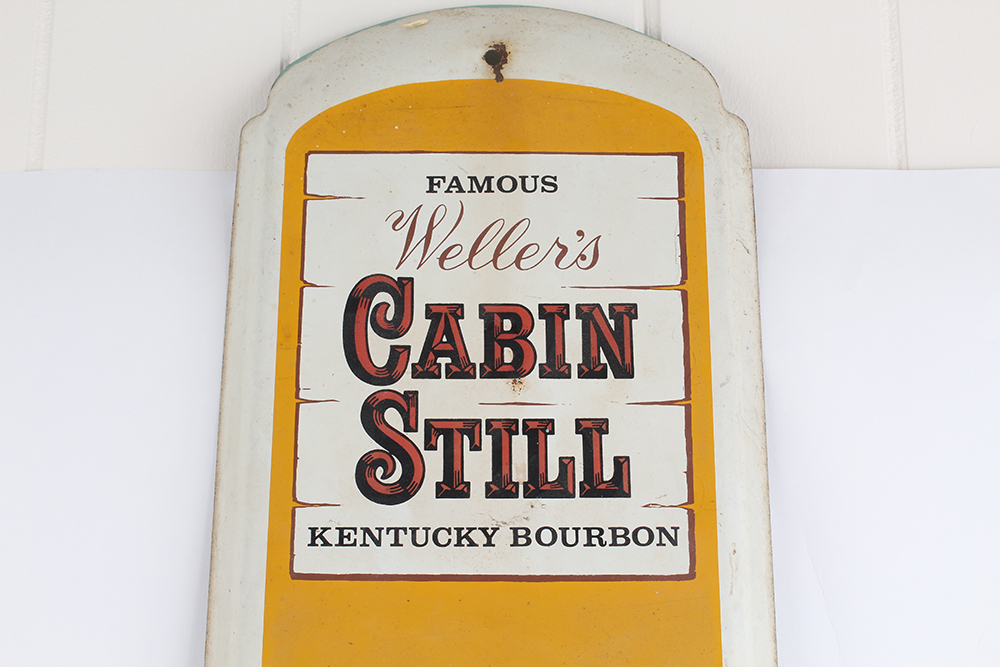 FAMOUS
Weller's
CABIN
STILL
KENTUCKY BOURBON